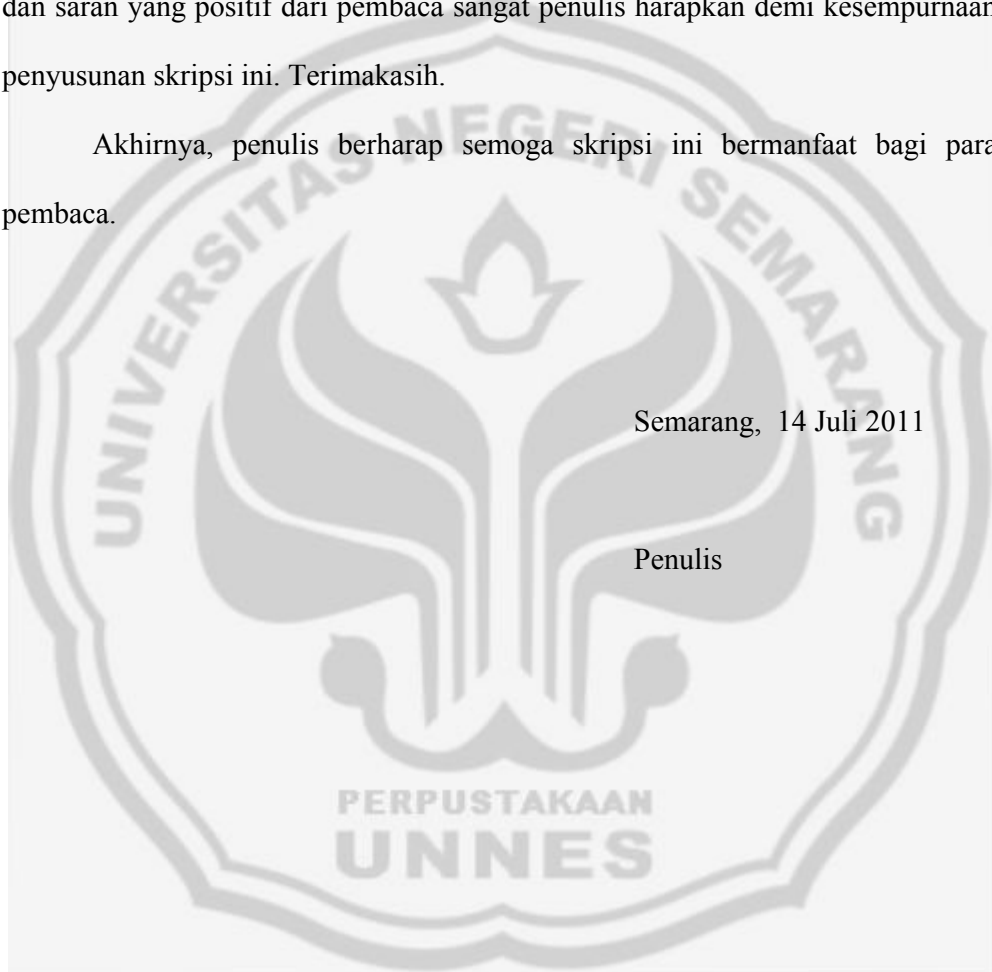 dan saran yang positif dari pembaca sangat penulis harapkan demi kesempurnaan
penyusunan skripsi ini. Terimakasih.
Akhirnya, penulis berharap semoga skripsi ini bermanfaat bagi para
pembaca.
UNIVERSITAS NEGERI SEMARANG
Semarang, 14 Juli 2011
Penulis
PERPUSTAKAAN
UNNES